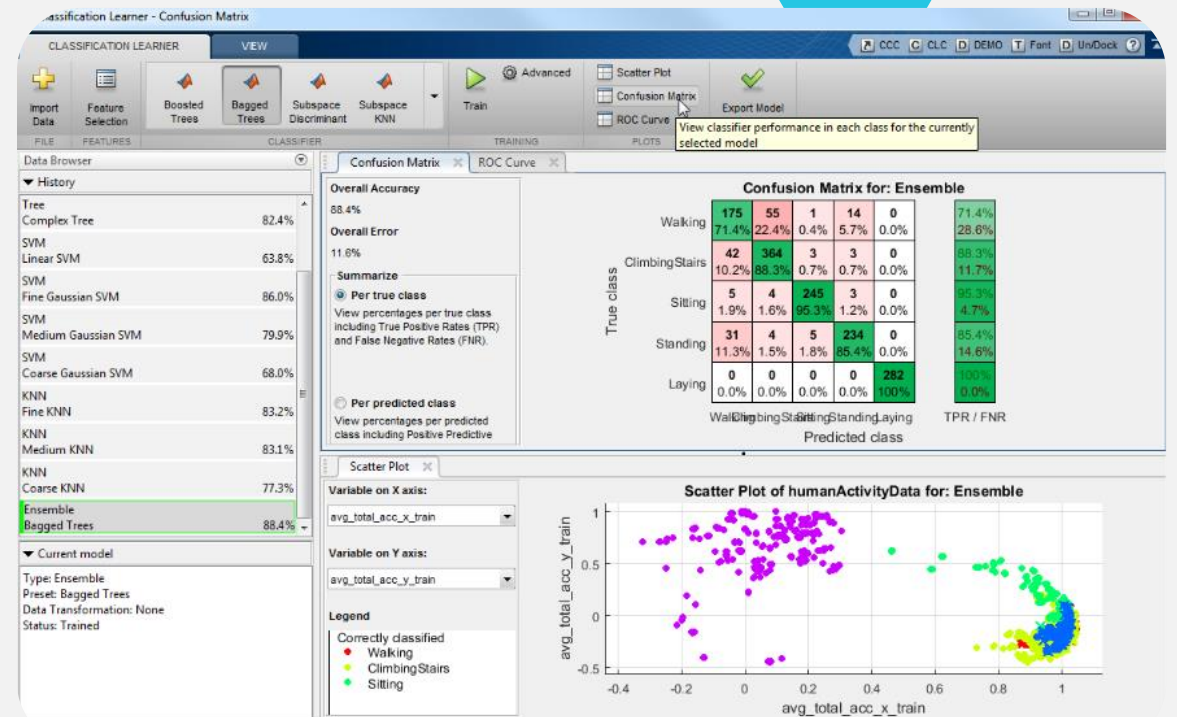 assification Learner - Confusion Matrix
CLASSIFICATION LEARNER VIEW CCC CLC DEMO Font Un/Dock
Import Data
Feature Selection
Boosted Trees
Bagged Trees
Subspace Discriminant
Subspace KNN
Train
Advanced
Scatter Plot
Confusion Matrix
ROC Curve
Export Model
FILE FEATURES CLASSIFIER TRAINING PLOTS
View classifier performance in each class for the currently
selected model
Data Browser
History
Tree
Complex Tree 82.4%
SVM
Linear SVM 63.8%
SVM
Fine Gaussian SVM 86.0%
SVM
Medium Gaussian SVM 79.9%
SVM
Coarse Gaussian SVM 68.0%
KNN
Fine KNN 83.2%
KNN
Medium KNN 83.1%
KNN
Coarse KNN 77.3%
Ensemble
Bagged Trees 88.4%
Current model
Type: Ensemble
Preset: Bagged Trees
Data Transformation: None
Status: Trained
Confusion Matrix ROC Curve
Overall Accuracy
88.4%
Overall Error
11.6%
Summarize
Per true class
View percentages per true class
including True Positive Rates (TPR)
and False Negative Rates (FNR).
Per predicted class
View percentages per predicted
class including Positive Predictive
Confusion Matrix for: Ensemble
True class
Walking 175 55 1 14 0 71.4%
71.4% 22.4% 0.4% 5.7% 0.0% 28.6%
ClimbingStairs 42 364 3 3 0 88.3%
10.2% 88.3% 0.7% 0.7% 0.0% 11.7%
Sitting 5 4 245 3 0 95.3%
1.9% 1.6% 95.3% 1.2% 0.0% 4.7%
Standing 31 4 5 234 0 85.4%
11.3% 1.5% 1.8% 85.4% 0.0% 14.6%
Laying 0 0 0 0 282 100%
0.0% 0.0% 0.0% 0.0% 100% 0.0%
Standing Laying TPR / FNR
Predicted class
Scatter Plot
Variable on X axis:
avg_total_acc_x_train
Variable on Y axis:
avg_total_acc_y_train
Legend
Correctly classified
Walking
ClimbingStairs
Sitting
Scatter Plot of humanActivityData for: Ensemble
avg_total_acc_y_train
1
0.5
0
-0.5
-0.4 -0.2 0 0.2 0.4 0.6 0.8 1
avg_total_acc_x_train